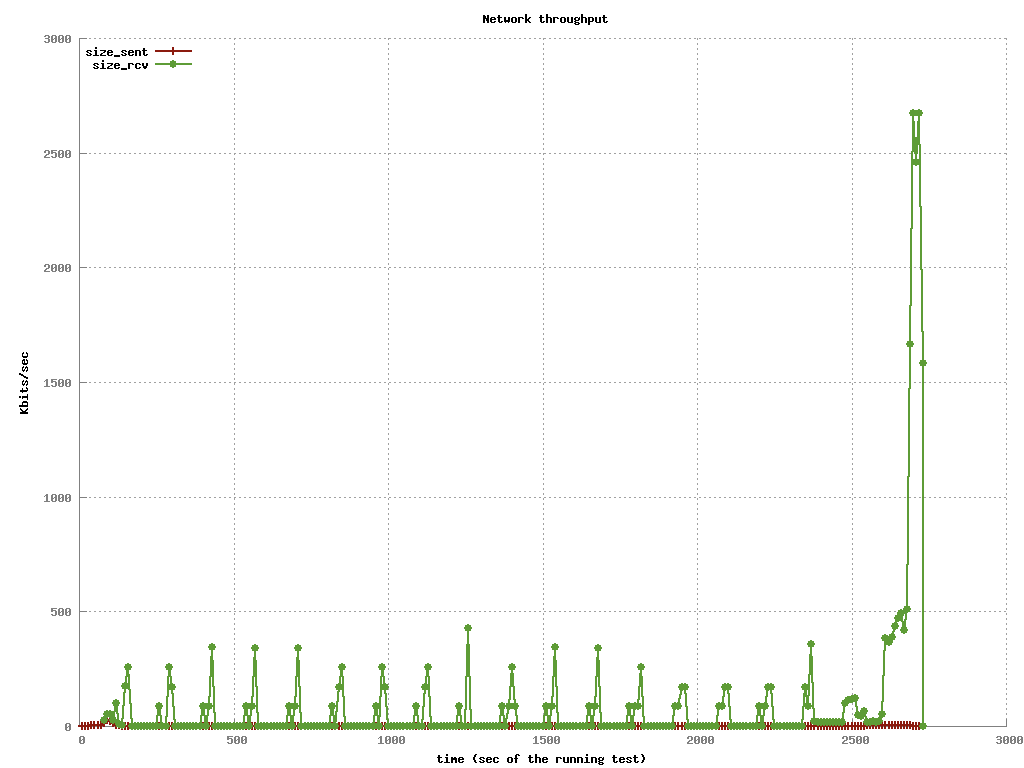 Network throughput
size_sent
size_rcv
3000
2500
2000
1500
1000
500
0
Kbits/sec
0 500 1000 1500 2000 2500 3000
time (sec of the running test)